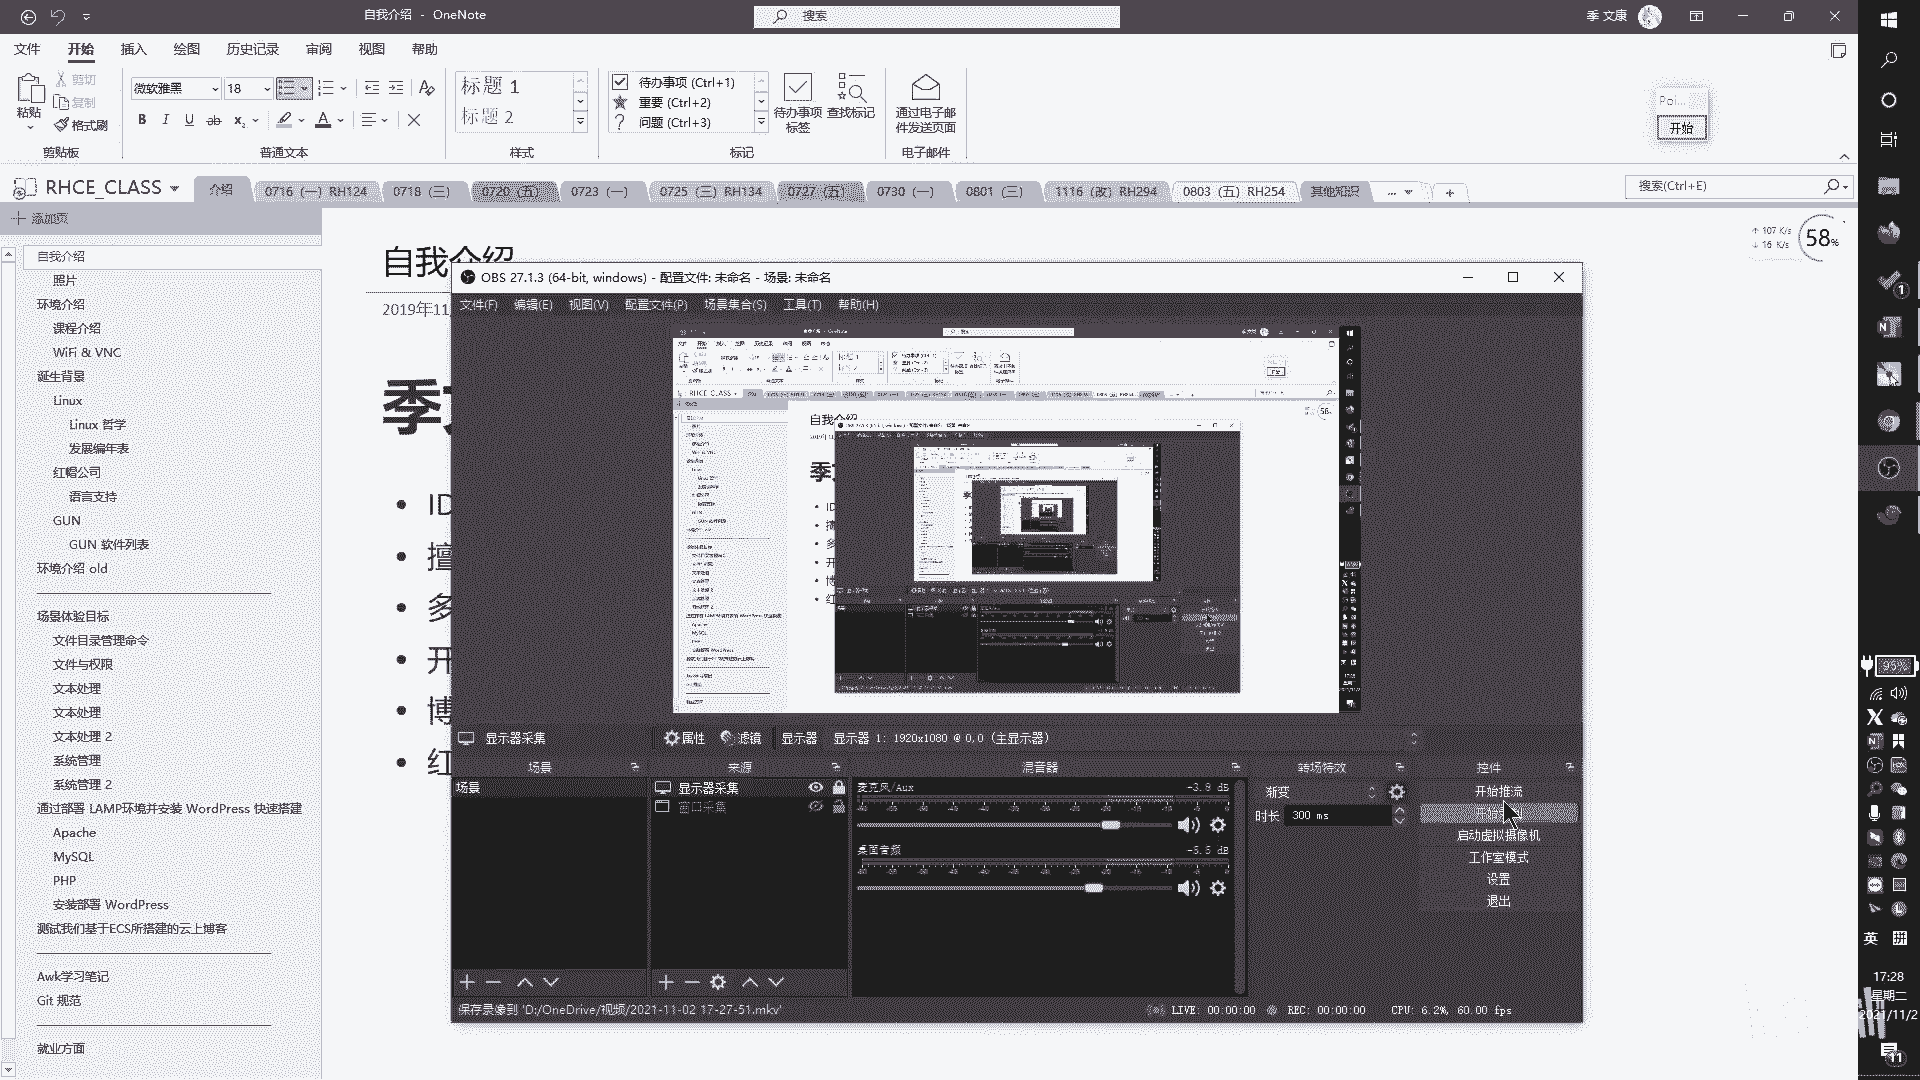 自我介绍 - OneNote
搜索
季 文康
文件 开始 插入 绘图 历史记录 审阅 视图 帮助
粘贴
剪切
复制
格式刷
剪贴板
微软雅黑 18
B I U ab x₂ A
普通文本
标题 1
标题 2
样式
待办事项 (Ctrl+1)
重要 (Ctrl+2)
问题 (Ctrl+3)
待办事项
标签
查找标记
标记
通过电子邮
件发送页面
电子邮件
Poi...
开始
RHCE_CLASS
介绍 0716 (一) RH124 0718 (三) 0720 (五) 0723 (一) 0725 (三) RH134 0727 (五) 0730 (一) 0801 (三) 1116 (改) RH294 0803 (五) RH254 其他知识 ...
搜索(Ctrl+E)
添加页
自我介绍
照片
环境介绍
课程介绍
WiFi & VNC
诞生背景
Linux
Linux 哲学
发展编年表
红帽公司
语言支持
GUN
GUN 软件列表
环境介绍 old
场景体验目标
文件目录管理命令
文件与权限
文本处理
文本处理
文本处理 2
系统管理
系统管理 2
通过部署 LAMP环境并安装 WordPress 快速搭建
Apache
MySQL
PHP
安装部署 WordPress
测试我们基于ECS所搭建的云上博客
Awk学习笔记
Git 规范
就业方面
自我介绍
2019年11
季
ID
擅
多
开
博
红
107 K/s
16 K/s
58%
OBS 27.1.3 (64-bit, windows) - 配置文件: 未命名 - 场景: 未命名
文件(F) 编辑(E) 视图(V) 配置文件(P) 场景集合(S) 工具(T) 帮助(H)
显示器采集 属性 滤镜 显示器 显示器 1: 1920x1080 @ 0,0 (主显示器)
场景 来源 混音器 转场特效 控件
场景
显示器采集
窗口采集
麦克风/Aux -3.8 dB
桌面音频 -5.5 dB
渐变
时长 300 ms
开始推流
启动虚拟摄像机
工作室模式
设置
退出
保存录像到 'D:/OneDrive/视频/2021-11-02 17-27-51.mkv'
LIVE: 00:00:00 REC: 00:00:00 CPU: 6.2%, 60.00 fps
95%
英 拼
17:28
星期二
2021/11/2
11